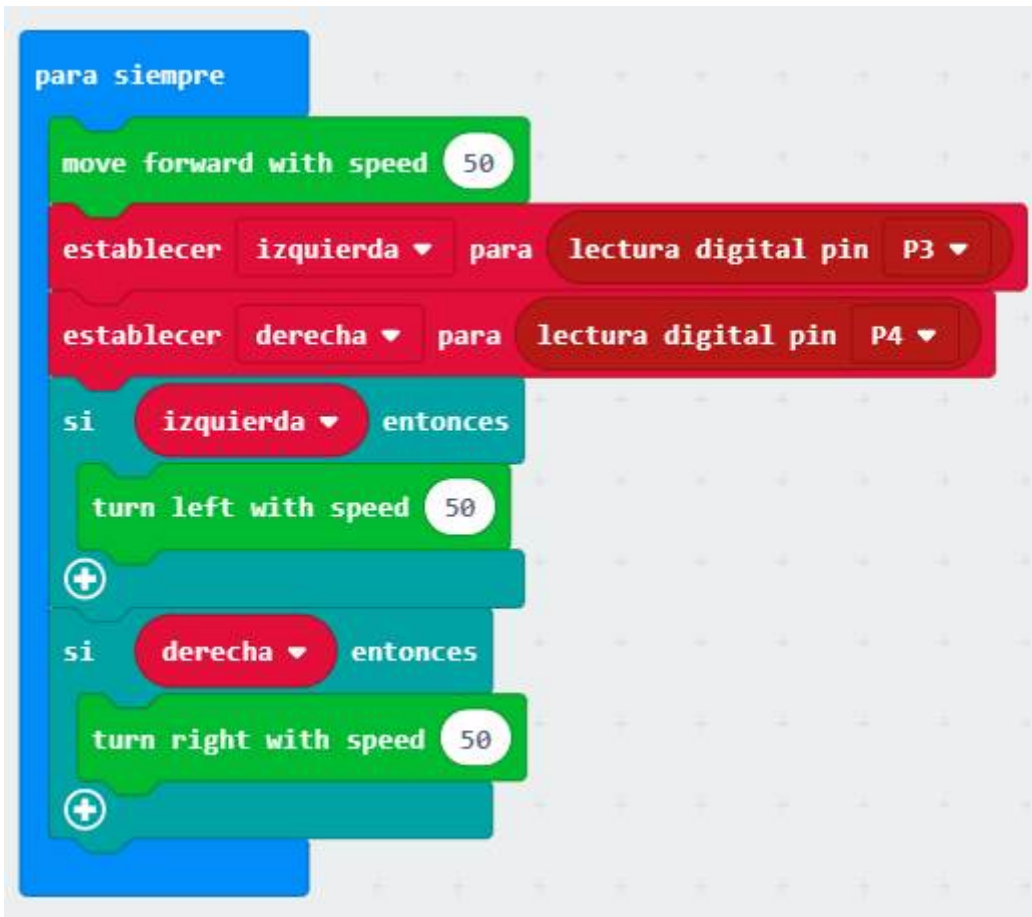 para siempre
move forward with speed 50
establecer izquierda para lectura digital pin P3
establecer derecha para lectura digital pin P4
si izquierda entonces
turn left with speed 50
si derecha entonces
turn right with speed 50